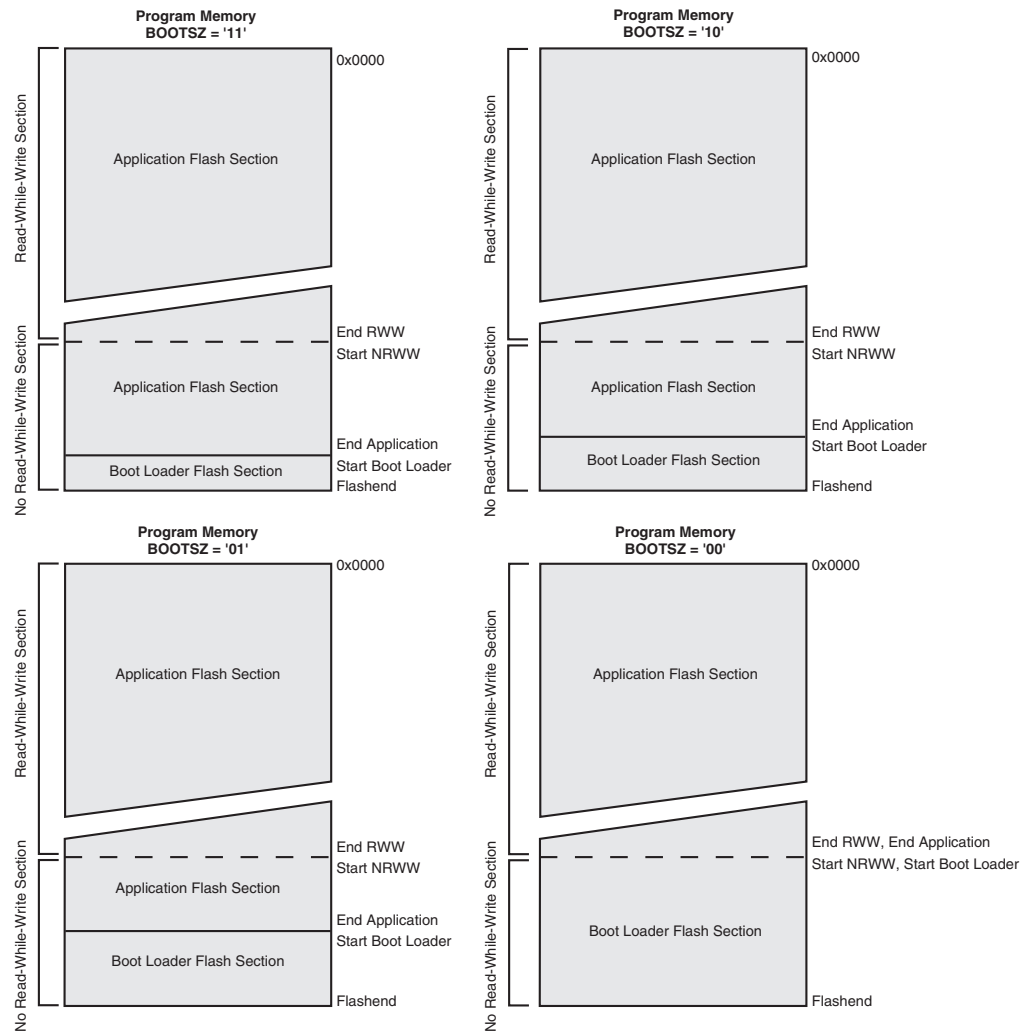 Program Memory
BOOTSZ = '11'
0x0000
Read-While-Write Section
Application Flash Section
End RWW
Start NRWW
No Read-While-Write Section
Application Flash Section
End Application
Start Boot Loader
Boot Loader Flash Section
Flashend
Program Memory
BOOTSZ = '10'
0x0000
Read-While-Write Section
Application Flash Section
End RWW
Start NRWW
No Read-While-Write Section
Application Flash Section
End Application
Start Boot Loader
Boot Loader Flash Section
Flashend
Program Memory
BOOTSZ = '01'
0x0000
Read-While-Write Section
Application Flash Section
End RWW
Start NRWW
No Read-While-Write Section
Application Flash Section
End Application
Start Boot Loader
Boot Loader Flash Section
Flashend
Program Memory
BOOTSZ = '00'
0x0000
Read-While-Write Section
Application Flash Section
End RWW, End Application
Start NRWW, Start Boot Loader
No Read-While-Write Section
Boot Loader Flash Section
Flashend